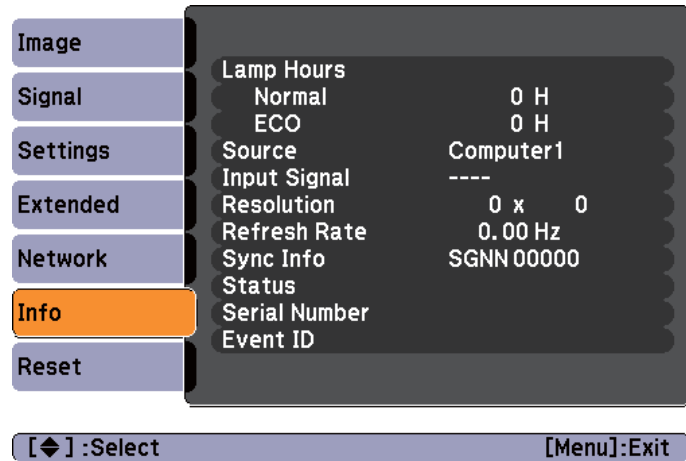 Image
Signal
Settings
Extended
Network
Info
Reset
Lamp Hours
Normal 0 H
ECO 0 H
Source Computer1
Input Signal ----
Resolution 0 x 0
Refresh Rate 0.00 Hz
Sync Info SGNN 00000
Status
Serial Number
Event ID
[◆] :Select [Menu]:Exit